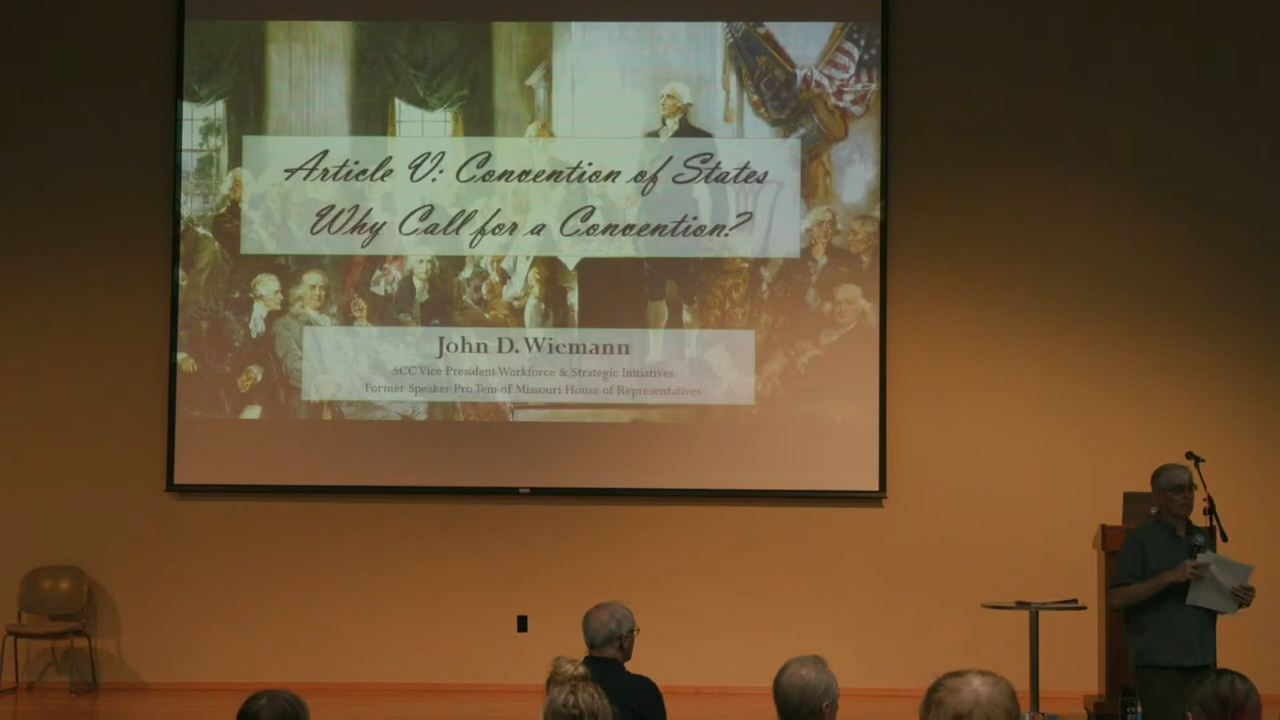 Article V: Convention of States
Why Call for a Convention?
John D. Wiemann
SCC Vice President Workforce & Strategic Initiatives
Former Speaker Pro Tem of Missouri House of Representatives